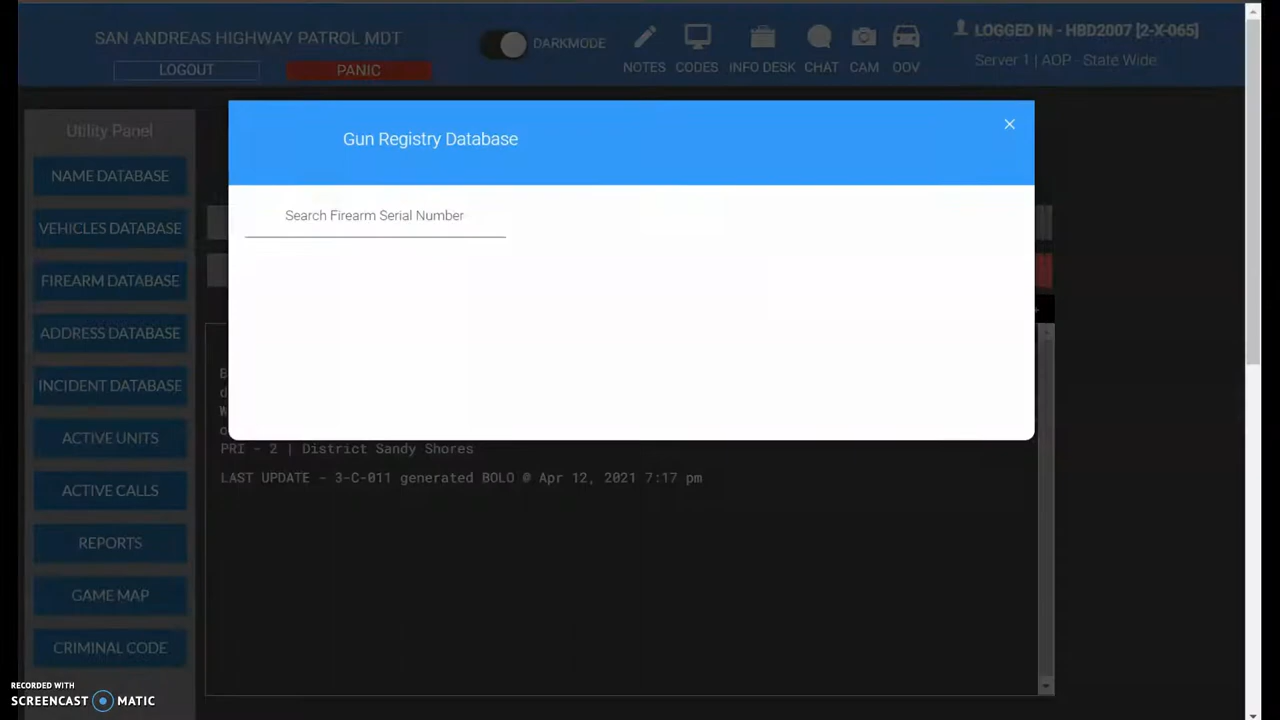 SAN ANDREAS HIGHWAY PATROL MDT
LOGOUT
PANIC
DARKMODE
NOTES
CODES
INFO DESK
CHAT
CAM
OOV
LOGGED IN - HBD2007 [2-X-065]
Server 1 | AOP - State Wide
Utility Panel
NAME DATABASE
VEHICLES DATABASE
FIREARM DATABASE
ADDRESS DATABASE
INCIDENT DATABASE
ACTIVE UNITS
ACTIVE CALLS
REPORTS
GAME MAP
CRIMINAL CODE
Gun Registry Database
Search Firearm Serial Number
PRI - 2 | District Sandy Shores
LAST UPDATE - 3-C-011 generated BOLO @ Apr 12, 2021 7:17 pm
RECORDED WITH
SCREENCAST MATIC